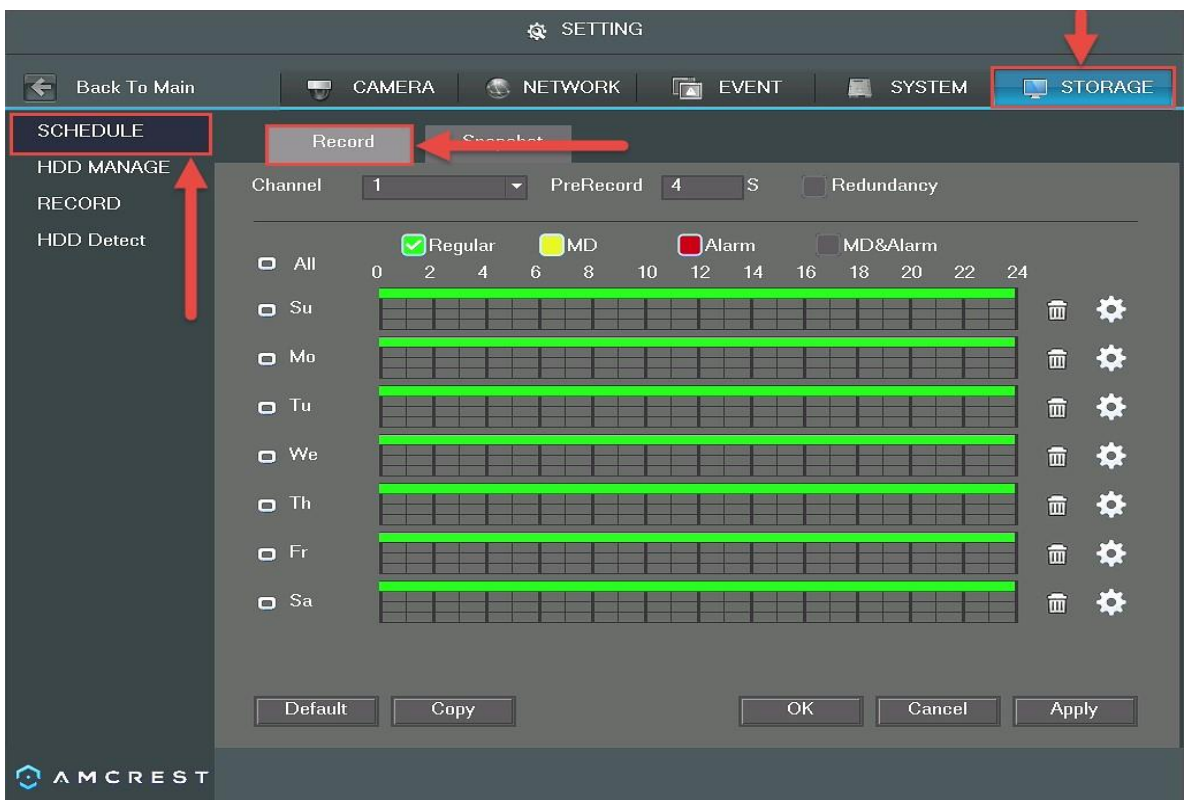 SETTING
Back To Main CAMERA NETWORK EVENT SYSTEM STORAGE
SCHEDULE
HDD MANAGE
RECORD
HDD Detect
Record Snapshot
Channel 1 PreRecord 4 S Redundancy
Regular MD Alarm MD&Alarm
All 0 2 4 6 8 10 12 14 16 18 20 22 24
Su
Mo
Tu
We
Th
Fr
Sa
Default Copy OK Cancel Apply
AMCREST